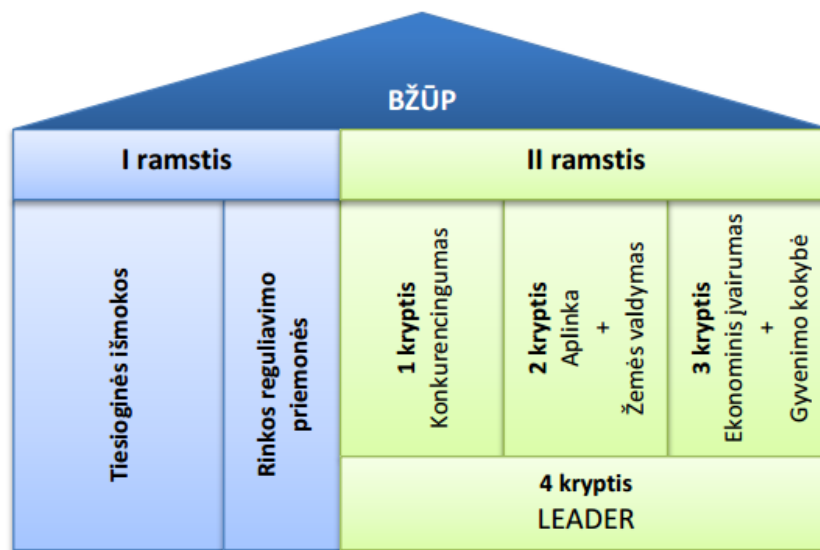 BŽŪP
I ramstis
II ramstis
Tiesioginės išmokos
Rinkos reguliavimo
priemonės
1 kryptis
Konkurencingumas
2 kryptis
Aplinka
+
Žemės valdymas
3 kryptis
Ekonominis įvairumas
+
Gyvenimo kokybė
4 kryptis
LEADER